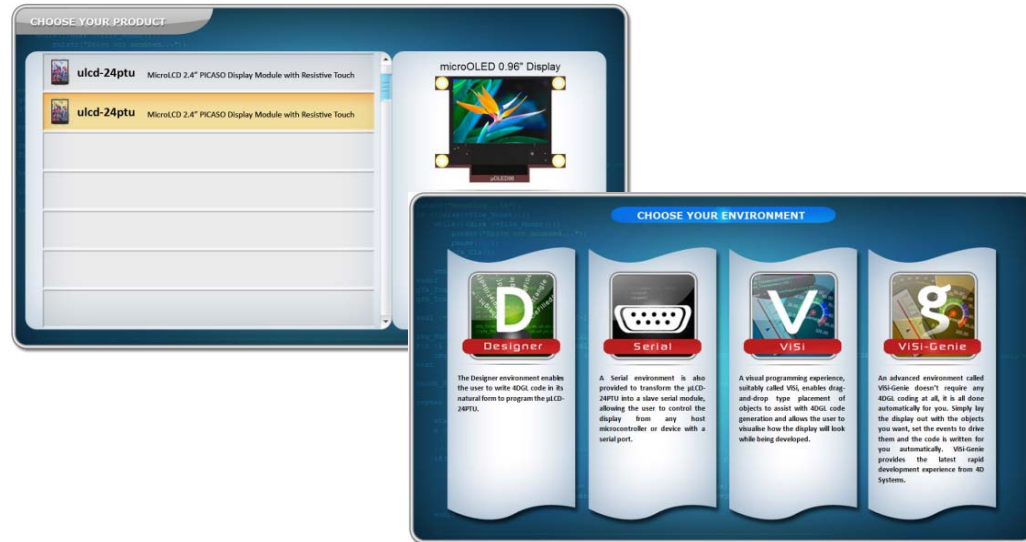 CHOOSE YOUR PRODUCT
ulcd-24ptu MicroLCD 2.4" PICASO Display Module with Resistive Touch
ulcd-24ptu MicroLCD 2.4" PICASO Display Module with Resistive Touch
microOLED 0.96" Display
µOLED96
CHOOSE YOUR ENVIRONMENT
D
Designer
The Designer environment enables
the user to write 4DGL code in its
natural form to program the µLCD-
24PTU.
Serial
A Serial environment is also
provided to transform the µLCD-
24PTU into a slave serial module,
allowing the user to control the
display from any host
microcontroller or device with a
serial port.
V
ViSi
A visual programming experience,
suitably called ViSi, enables drag-
and-drop type placement of
objects to assist with 4DGL code
generation and allows the user to
visualise how the display will look
while being developed.
g
ViSi-Genie
An advanced environment called
ViSi-Genie doesn't require any
4DGL coding at all, it is all done
automatically for you. Simply lay
the display out with the objects
you want, set the events to drive
them and the code is written for
you automatically. ViSi-Genie
provides the latest rapid
development experience from 4D
Systems.